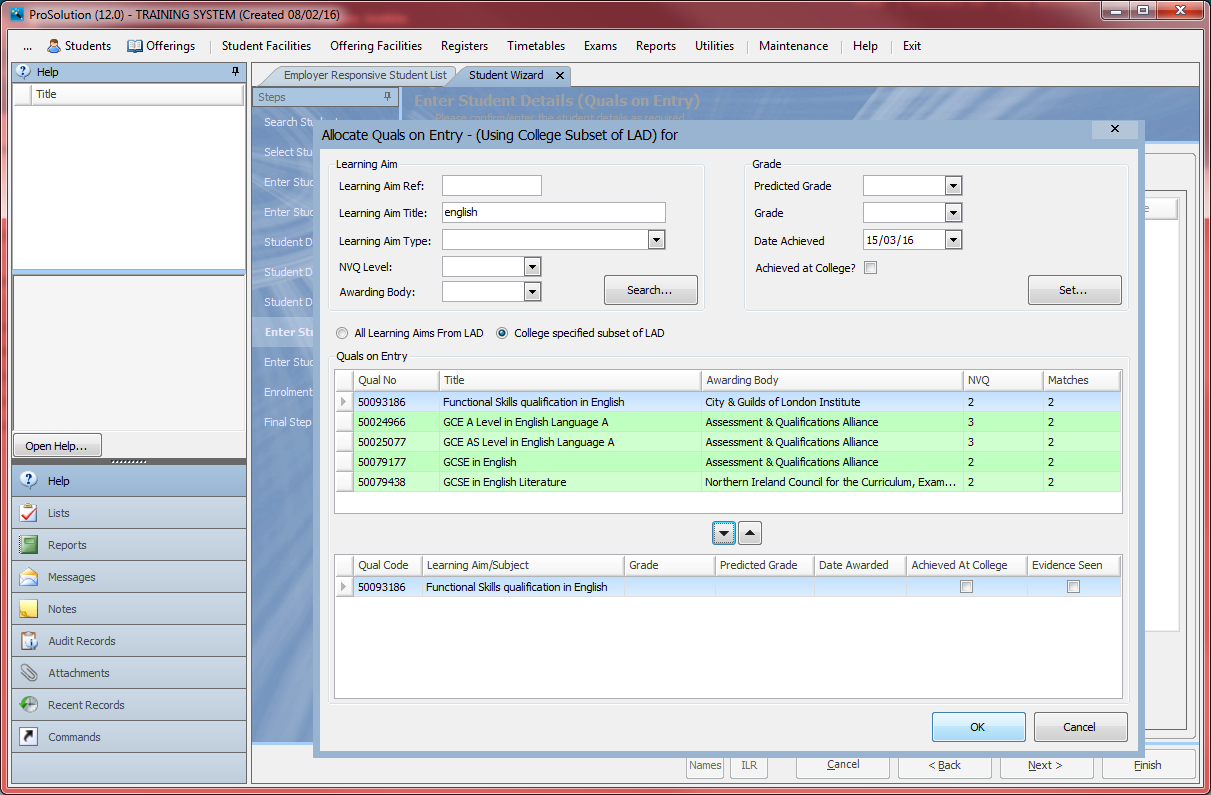 ProSolution (12.0) - TRAINING SYSTEM (Created 08/02/16)
... Students Offerings Student Facilities Offering Facilities Registers Timetables Exams Reports Utilities Maintenance Help Exit
Help
Title
Open Help...
Help
Lists
Reports
Messages
Notes
Audit Records
Attachments
Recent Records
Commands
Employer Responsive Student List Student Wizard
Steps
Search Stu
Select Stu
Enter Stud
Enter Stud
Student D
Student D
Student D
Enter Stu
Enter Stud
Enrolment
Final Step
Enter Student Details (Quals on Entry)
Please confirm/enter the student details as required
Allocate Quals on Entry - (Using College Subset of LAD) for
Learning Aim
Learning Aim Ref:
Learning Aim Title: english
Learning Aim Type:
NVQ Level:
Awarding Body:
Search...
Grade
Predicted Grade
Grade
Date Achieved 15/03/16
Achieved at College?
Set...
All Learning Aims From LAD College specified subset of LAD
Quals on Entry
Qual No Title Awarding Body NVQ Matches
50093186 Functional Skills qualification in English City & Guilds of London Institute 2 2
50024966 GCE A Level in English Language A Assessment & Qualifications Alliance 3 2
50025077 GCE AS Level in English Language A Assessment & Qualifications Alliance 3 2
50079177 GCSE in English Assessment & Qualifications Alliance 2 2
50079438 GCSE in English Literature Northern Ireland Council for the Curriculum, Exam... 2 2
Qual Code Learning Aim/Subject Grade Predicted Grade Date Awarded Achieved At College Evidence Seen
50093186 Functional Skills qualification in English
OK Cancel
Names ILR Cancel < Back Next > Finish